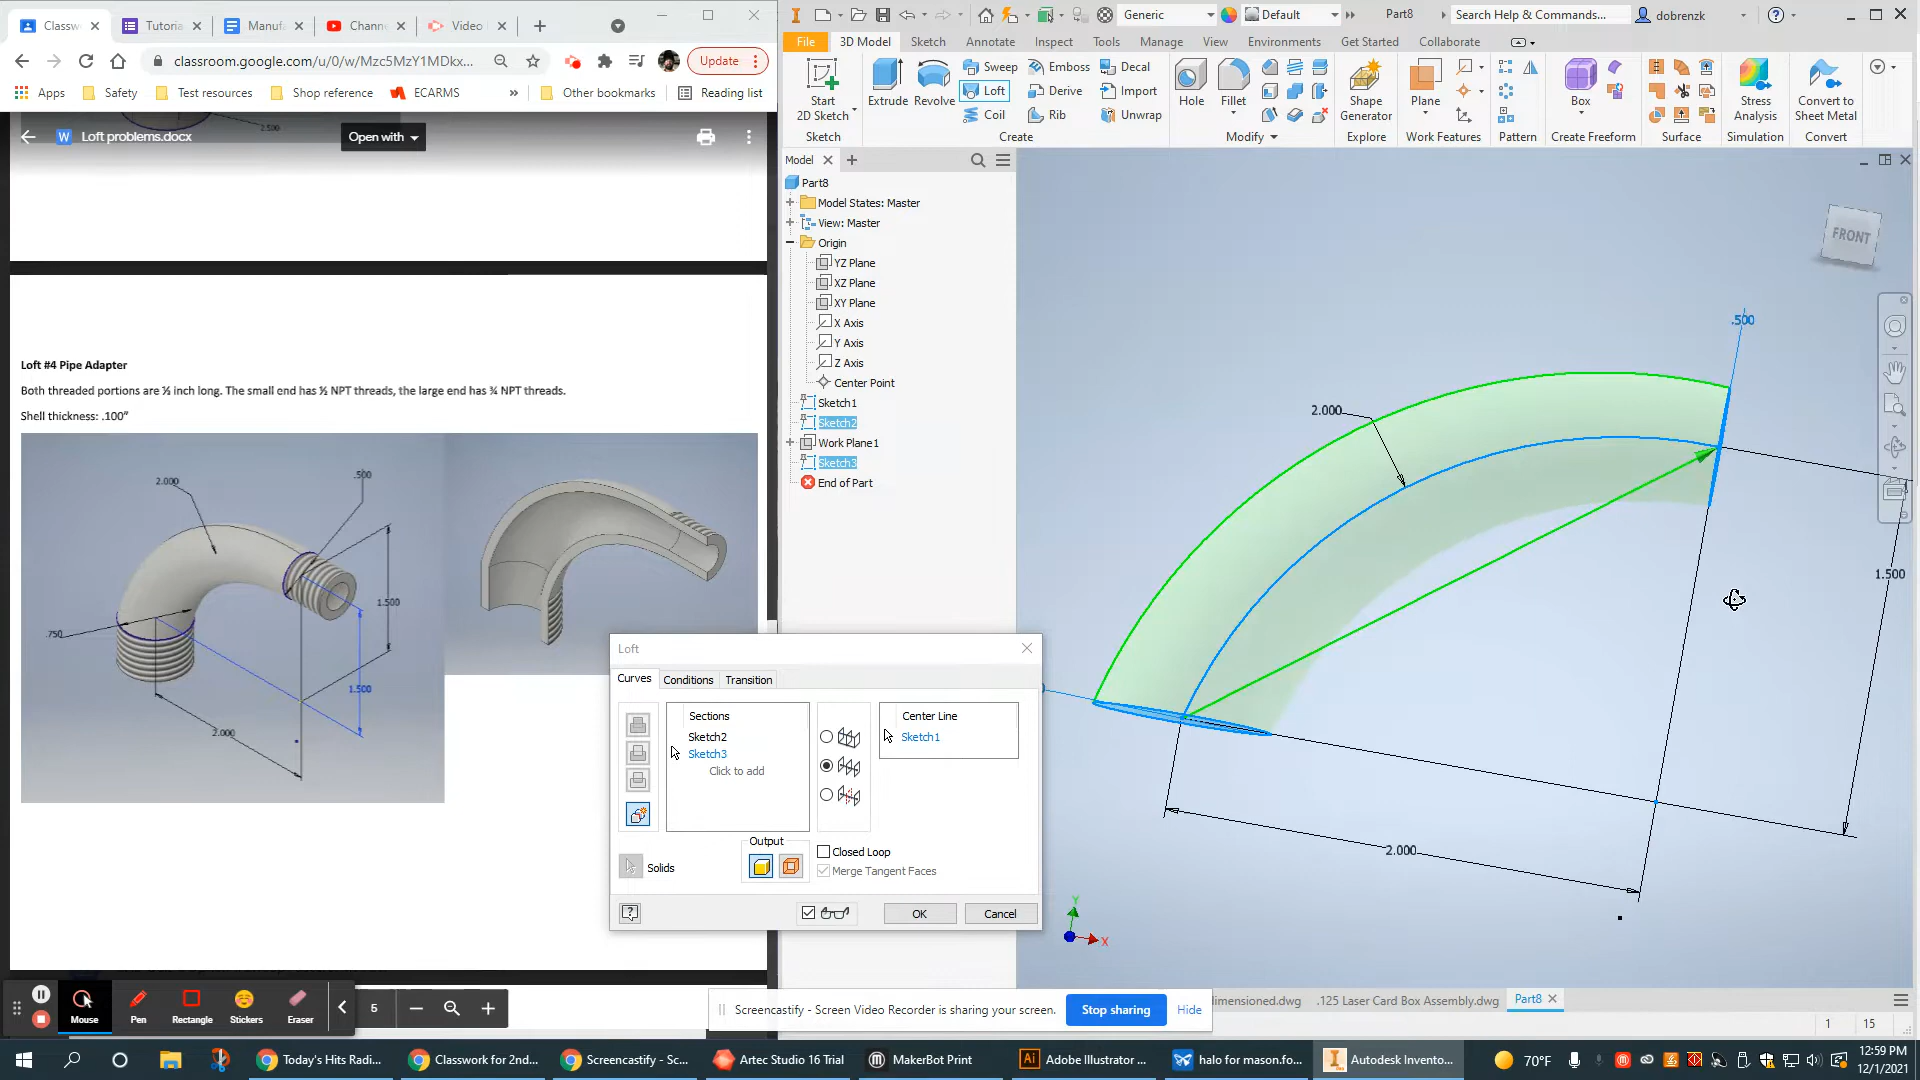 Classw
Tutoria
Manuf
Channe
Video
classroom.google.com/u/0/w/Mzc5MzY1MDkx...
Update
Apps
Safety
Test resources
Shop reference
ECARMS
»
Other bookmarks
Reading list
2.500
Loft problems.docx
Open with
Loft #4 Pipe Adapter
Both threaded portions are ½ inch long. The small end has ½ NPT threads, the large end has ¾ NPT threads.
Shell thickness: .100"
2.000
.500
1.500
.750
1.500
2.000
Generic
Default
Part8
Search Help & Commands...
dobrenzk
File
3D Model
Sketch
Annotate
Inspect
Tools
Manage
View
Environments
Get Started
Collaborate
Start
2D Sketch
Extrude
Revolve
Sweep
Emboss
Decal
Loft
Derive
Import
Coil
Rib
Unwrap
Hole
Fillet
Shape
Generator
Plane
Box
Stress
Analysis
Convert to
Sheet Metal
Sketch
Create
Modify
Explore
Work Features
Pattern
Create Freeform
Surface
Simulation
Convert
Model
Part8
Model States: Master
View: Master
Origin
YZ Plane
XZ Plane
XY Plane
X Axis
Y Axis
Z Axis
Center Point
Sketch1
Sketch2
Work Plane1
Sketch3
End of Part
FRONT
.500
2.000
1.500
2.000
Y
X
Loft
Curves
Conditions
Transition
Sections
Sketch2
Sketch3
Click to add
Center Line
Sketch1
Output
Solids
Closed Loop
Merge Tangent Faces
OK
Cancel
Mouse
Pen
Rectangle
Stickers
Eraser
5
Screencastify - Screen Video Recorder is sharing your screen.
Stop sharing
Hide
dimensioned.dwg
.125 Laser Card Box Assembly.dwg
Part8
1
15
Today's Hits Radi...
Classwork for 2nd...
Screencastify - Sc...
Artec Studio 16 Trial
MakerBot Print
Adobe Illustrator ...
halo for mason.fo...
Autodesk Invento...
70°F
12:59 PM
12/1/2021